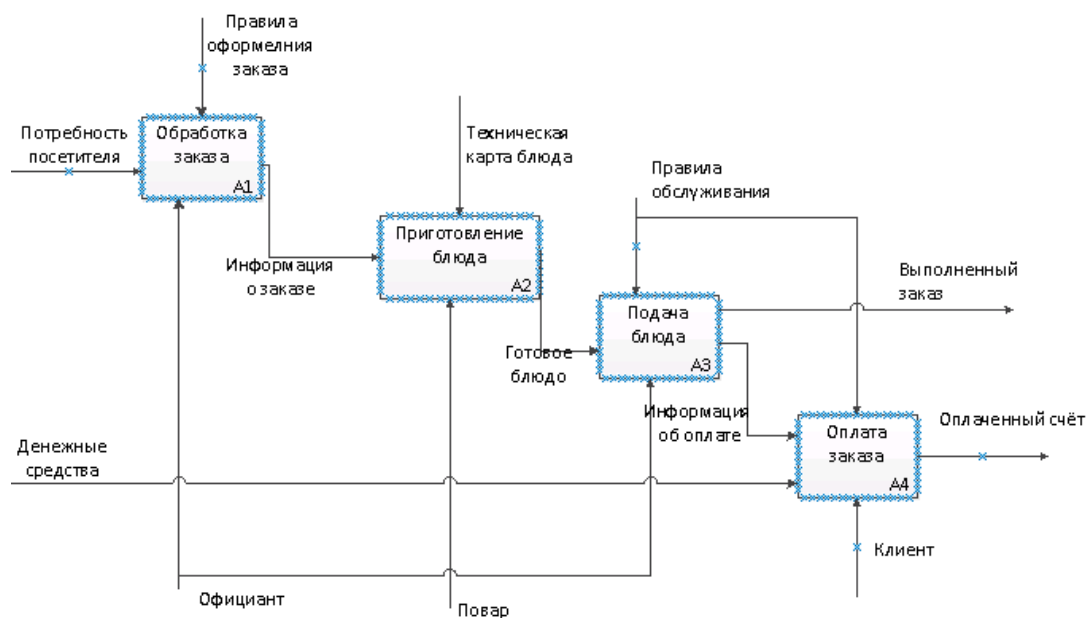 Правила
оформелния
заказа
Потребность
посетителя
Обработка
заказа
A1
Техническая
карта блюда
Правила
обслуживания
Приготовление
блюда
A2
Информация
о заказе
Выполненный
заказ
Подача
блюда
A3
Готовое
блюдо
Информация
об оплате
Оплата
заказа
A4
Оплаченный счёт
Денежные
средства
Клиент
Официант
Повар